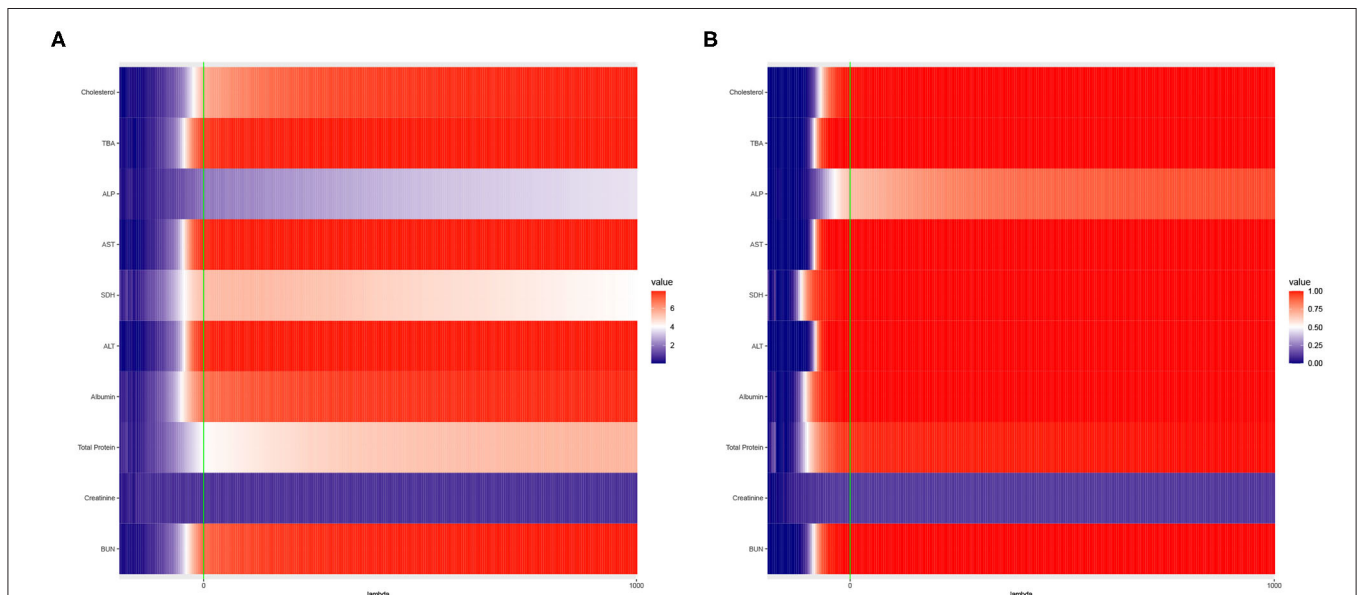 A
Cholesterol
TBA
ALP
AST
SDH
ALT
Albumin
Total Protein
Creatinine
BUN
0
1000
lambda
value
6
4
2
B
Cholesterol
TBA
ALP
AST
SDH
ALT
Albumin
Total Protein
Creatinine
BUN
0
1000
lambda
value
1.00
0.75
0.50
0.25
0.00